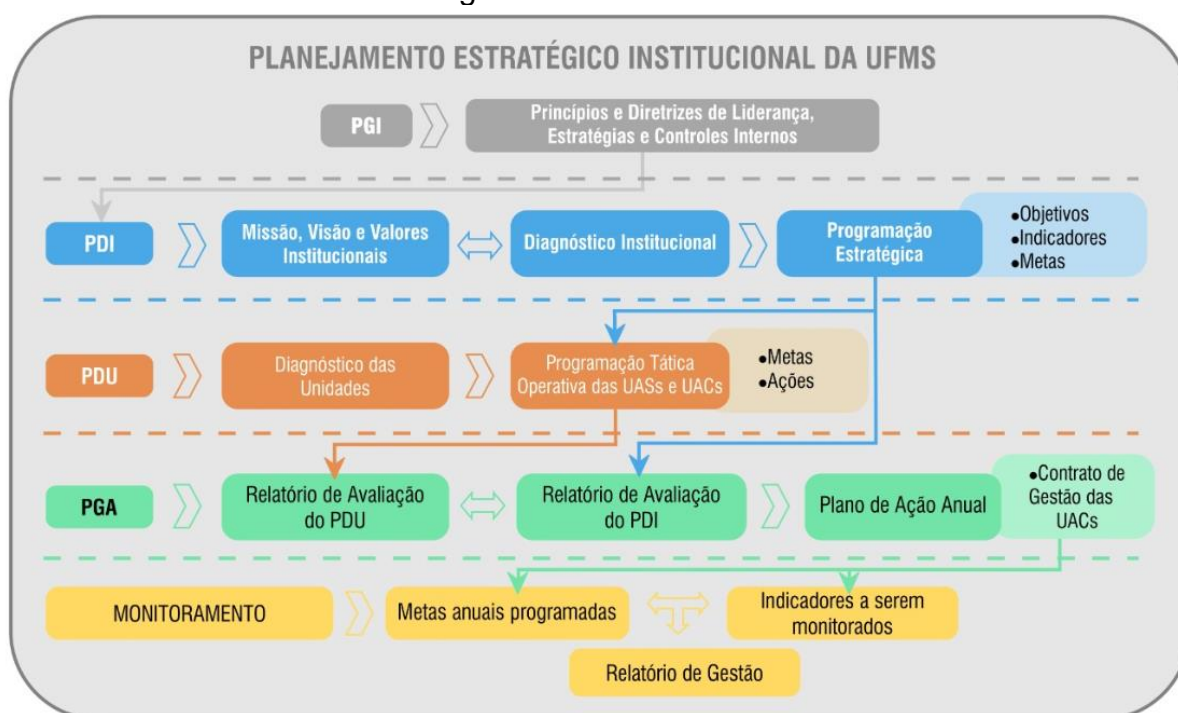 PLANEJAMENTO ESTRATÉGICO INSTITUCIONAL DA UFMS
PGI
Princípios e Diretrizes de Liderança,
Estratégias e Controles Internos
PDI
Missão, Visão e Valores
Institucionais
Diagnóstico Institucional
Programação
Estratégica
•Objetivos
•Indicadores
•Metas
PDU
Diagnóstico das
Unidades
Programação Tática
Operativa das UASs e UACs
•Metas
•Ações
PGA
Relatório de Avaliação
do PDU
Relatório de Avaliação
do PDI
Plano de Ação Anual
•Contrato de
Gestão das
UACs
MONITORAMENTO
Metas anuais programadas
Indicadores a serem
monitorados
Relatório de Gestão